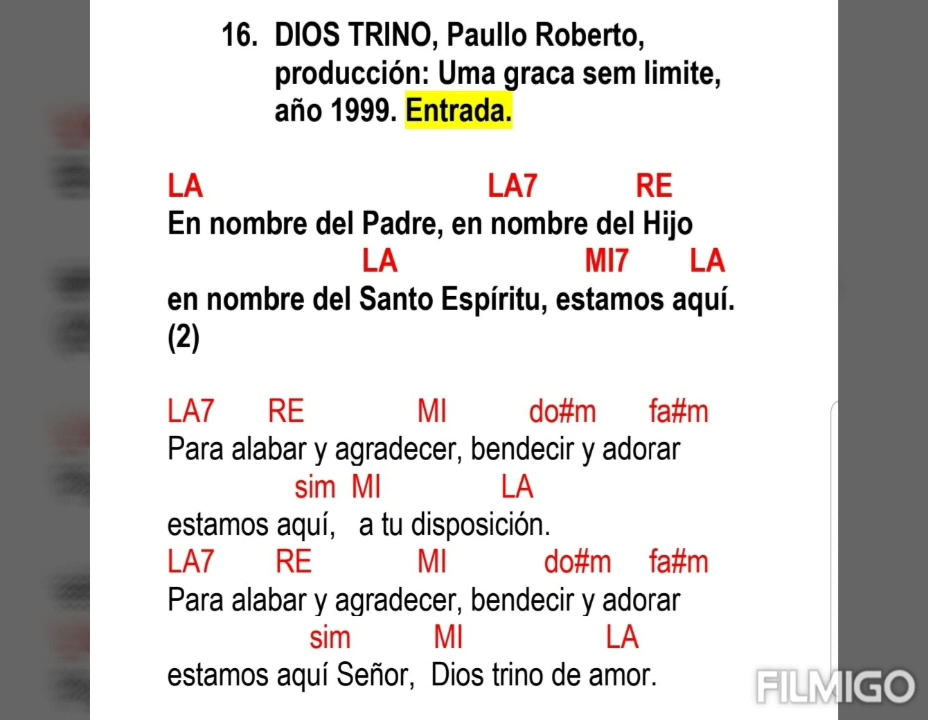 16. DIOS TRINO, Paullo Roberto,
producción: Uma graca sem limite,
año 1999. Entrada.
LA LA7 RE
En nombre del Padre, en nombre del Hijo
LA MI7 LA
en nombre del Santo Espíritu, estamos aquí.
(2)
LA7 RE MI do#m fa#m
Para alabar y agradecer, bendecir y adorar
sim MI LA
estamos aquí, a tu disposición.
LA7 RE MI do#m fa#m
Para alabar y agradecer, bendecir y adorar
sim MI LA
estamos aquí Señor, Dios trino de amor.
FILMIGO